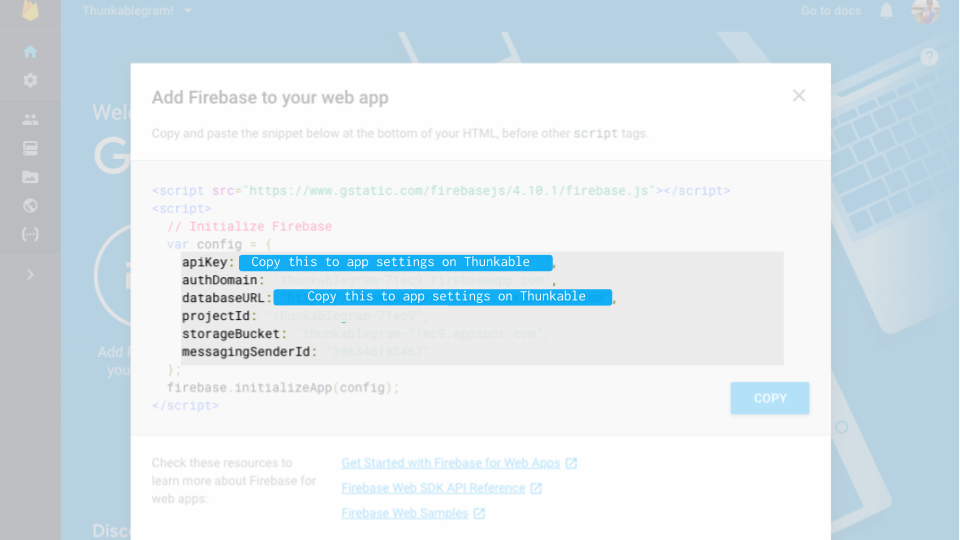 Thunkablegram!
Go to docs
?
Wel
G
Add Firebase to your web app
Copy and paste the snippet below at the bottom of your HTML, before other script tags.
<script src="https://www.gstatic.com/firebasejs/4.10.1/firebase.js"></script>
<script>
// Initialize Firebase
var config = {
apiKey: Copy this to app settings on Thunkable,
authDomain: "thunkablegram-71ec9.firebaseapp.com",
databaseURL: Copy this to app settings on Thunkable,
projectId: "thunkablegram-71ec9",
storageBucket: "thunkablegram-71ec9.appspot.com",
messagingSenderId:
};
firebase.initializeApp(config);
</script>
Add
you
COPY
Check these resources to
learn more about Firebase for
web apps:
Get Started with Firebase for Web Apps
Firebase Web SDK API Reference
Firebase Web Samples
Disc